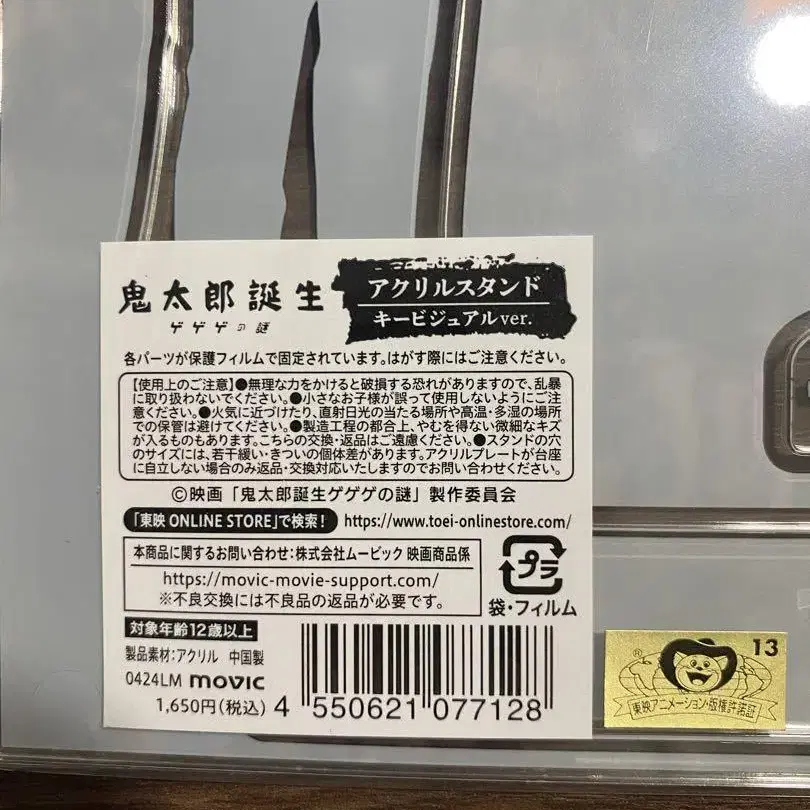 鬼太郎誕生
ゲゲゲの謎
アクリルスタンド
キービジュアルver.
各パーツが保護フィルムで固定されています。はがす際にはご注意ください。
【使用上のご注意】●無理な力をかけると破損する恐れがありますので、乱暴
に取り扱わないでください。●小さなお子様が誤って使用しないようにご注
意ください。●火気に近づけたり、直射日光の当たる場所や高温・多湿の場所
での保管は避けてください。●製造工程の都合上、やむを得ない微細なキズ
が入るものもあります。こちらの交換・返品はご遠慮ください。●スタンドの穴
のサイズには、若干緩い・きついの個体差があります。アクリルプレートが台座
に自立しない場合のみ返品・交換対応いたしますのでお問い合わせください。
©映画「鬼太郎誕生ゲゲゲの謎」製作委員会
「東映 ONLINE STORE」で検索! https://www.toei-onlinestore.com/
本商品に関するお問い合わせ:株式会社ムービック 映画商品係
https://movic-movie-support.com/
※不良交換には不良品の返品が必要です。
プラ
袋・フィルム
対象年齢12歳以上
製品素材:アクリル 中国製
0424LM movic
1,650円(税込)
4 550621 077128
® 13
東映アニメーション・版権許諾証